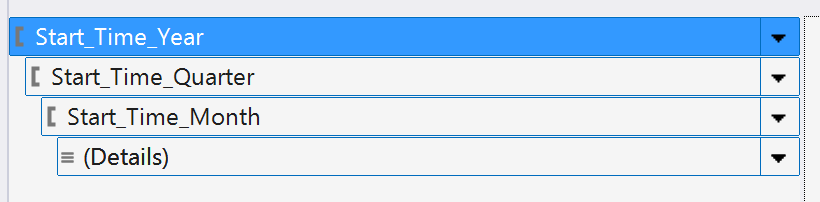 Start_Time_Year
Start_Time_Quarter
Start_Time_Month
(Details)